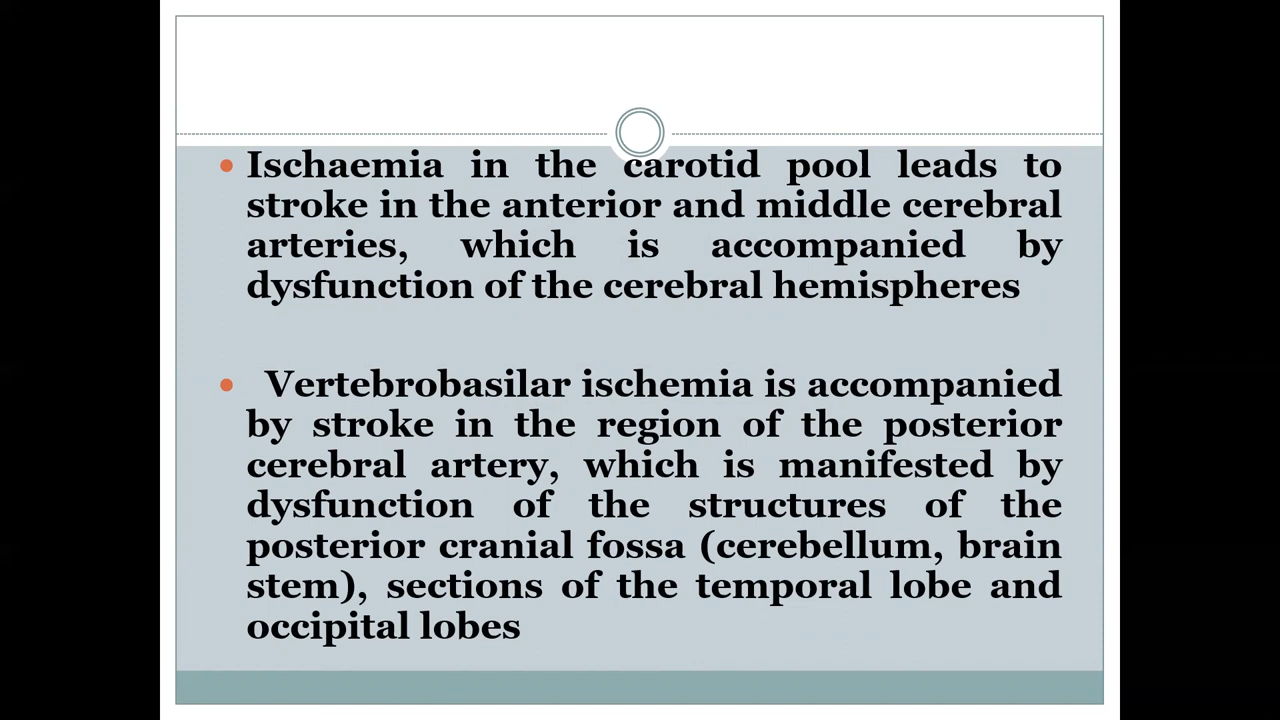 Ischaemia in the carotid pool leads to
stroke in the anterior and middle cerebral
arteries, which is accompanied by
dysfunction of the cerebral hemispheres
Vertebrobasilar ischemia is accompanied
by stroke in the region of the posterior
cerebral artery, which is manifested by
dysfunction of the structures of the
posterior cranial fossa (cerebellum, brain
stem), sections of the temporal lobe and
occipital lobes